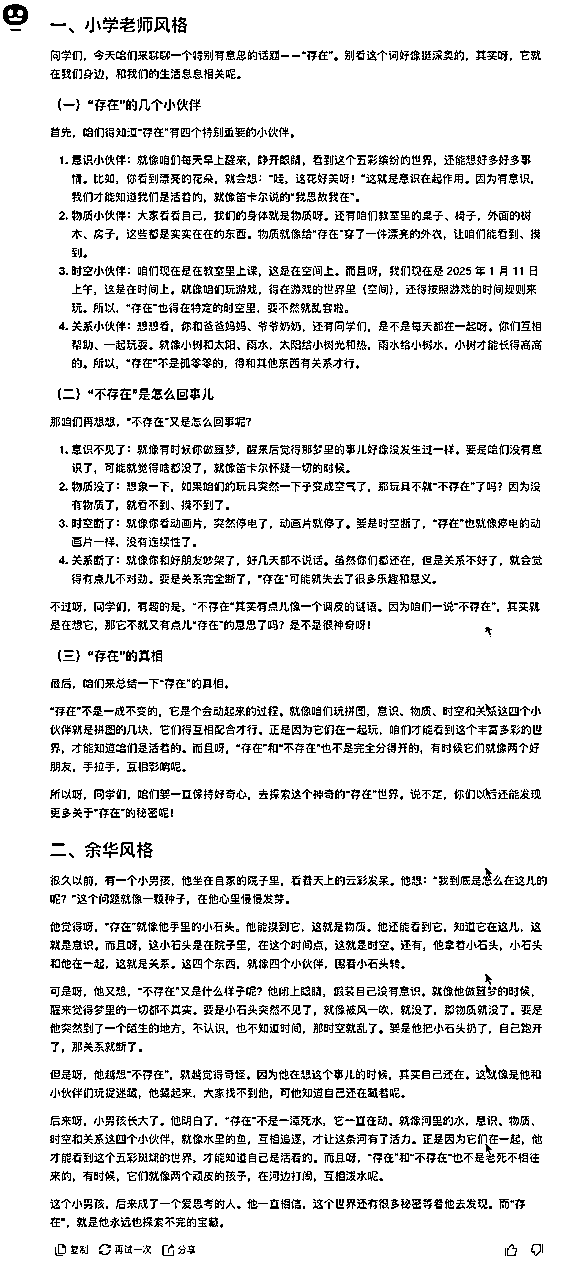 一、小学老师风格
同学们，今天咱们来聊聊一个特别有意思的话题——“存在”。别看这个词好像挺深奥的，其实呀，它就
在我们身边，和我们的生活息息相关呢。
（一）“存在”的几个小伙伴
首先，咱们得知道“存在”有四个特别重要的小伙伴。
1. 意识小伙伴：就像咱们每天早上醒来，睁开眼睛，看到这个五彩缤纷的世界，还能想好多好多事
情。比如，你看到漂亮的花朵，就会想：“哇，这花好美呀！”这就是意识在起作用。因为有意识，
我们才能知道我们是活着的，就像笛卡尔说的“我思故我在”。
2. 物质小伙伴：大家看看自己，我们的身体就是物质呀。还有咱们教室里的桌子、椅子，外面的树
木、房子，这些都是实实在在的东西。物质就像给“存在”穿了一件漂亮的外衣，让咱们能看到、摸
到。
3. 时空小伙伴：咱们现在是在教室里上课，这是在空间上。而且呀，我们现在是 2025 年 1 月 11 日
上午，这是在时间上。就像咱们玩游戏，得在游戏的世界里（空间），还得按照游戏的时间规则来
玩。所以，“存在”也得在特定的时空里，要不然就乱套啦。
4. 关系小伙伴：想想看，你和爸爸妈妈、爷爷奶奶，还有同学们，是不是每天都在一起呀。你们互相
帮助、一起玩耍。就像小树和太阳、雨水，太阳给小树光和热，雨水给小树水，小树才能长得高高
的。所以，“存在”不是孤零零的，得和其他东西有关系才行。
（二）“不存在”是怎么回事儿
那咱们再想想，“不存在”又是怎么回事呢？
1. 意识不见了：就像有时候你做噩梦，醒来后觉得那梦里的事儿好像没发生过一样。要是咱们没有意
识了，可能就觉得啥都没了，就像笛卡尔怀疑一切的时候。
2. 物质没了：想象一下，如果咱们的玩具突然一下子变成空气了，那玩具不就“不存在”了吗？因为没
有物质了，就看不到、摸不到了。
3. 时空断了：就像你看动画片，突然停电了，动画片就停了。要是时空断了，“存在”也就像停电的动
画片一样，没有连续性了。
4. 关系断了：就像你和好朋友吵架了，好几天都不说话。虽然你们都还在，但是关系不好了，就会觉
得有点儿不对劲。要是关系完全断了，“存在”可能就失去了很多乐趣和意义。
不过呀，同学们，有趣的是，“不存在”其实有点儿像一个调皮的谜语。因为咱们一说“不存在”，其实就
是在想它，那它不就又有点儿“存在”的意思了吗？是不是很神奇呀！
（三）“存在”的真相
最后，咱们来总结一下“存在”的真相。
“存在”不是一成不变的，它是个会动起来的过程。就像咱们玩拼图，意识、物质、时空和关系这四个小
伙伴就是拼图的几块，它们得互相配合才行。正是因为它们在一起玩，咱们才能看到这个丰富多彩的世
界，才能知道咱们是活着的。而且呀，“存在”和“不存在”也不是完全分得开的，有时候它们就像两个好
朋友，手拉手，互相影响呢。
所以呀，同学们，咱们要一直保持好奇心，去探索这个神奇的“存在”世界。说不定，你们以后还能发现
更多关于“存在”的秘密呢！
二、余华风格
很久以前，有一个小男孩，他坐在自家的院子里，看着天上的云彩发呆。他想：“我到底是怎么在这儿的
呢？”这个问题就像一颗种子，在他心里慢慢发芽。
他觉得呀，“存在”就像他手里的小石头。他能摸到它，这就是物质。他还能看到它，知道它在这儿，这
就是意识。而且呀，这小石头是在院子里，在这个时间点，这就是时空。还有，他拿着小石头，小石头
和他在一起，这就是关系。这四个东西，就像四个小伙伴，围着小石头转。
可是呀，他又想，“不存在”又是什么样子呢？他闭上眼睛，假装自己没有意识。就像他做噩梦的时候，
醒来觉得梦里的一切都不真实。要是小石头突然不见了，就像被风一吹，就没了，那物质就没了。要是
他突然到了一个陌生的地方，不认识，也不知道时间，那时空就乱了。要是他把小石头扔了，自己跑开
了，那关系就断了。
但是呀，他越想“不存在”，就越觉得奇怪。因为他在想这个事儿的时候，其实自己还在。这就像是他和
小伙伴们玩捉迷藏，他藏起来，大家找不到他，可他知道自己还在藏着呢。
后来呀，小男孩长大了。他明白了，“存在”不是一潭死水，它一直在动。就像河里的水，意识、物质、
时空和关系这四个小伙伴，就像水里的鱼，互相追逐，才让这条河有了活力。正是因为它们在一起，他
才能看到这个五彩斑斓的世界，才能知道自己是活着的。而且呀，“存在”和“不存在”也不是老死不相往
来的，有时候，它们就像两个顽皮的孩子，在河边打闹，互相泼水呢。
这个小男孩，后来成了一个爱思考的人。他一直相信，这个世界还有很多秘密等着他去发现。而“存
在”，就是他永远也探索不完的宝藏。
复制 再试一次 分享